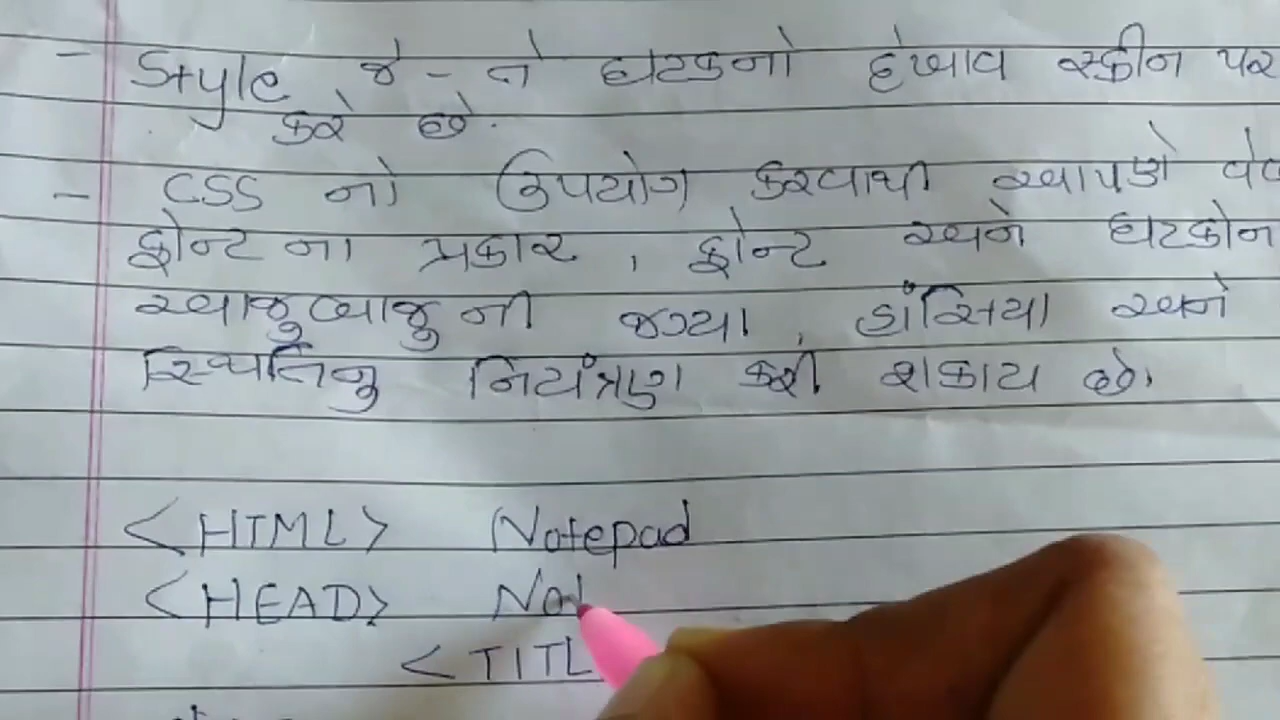 - Style જે - તે ઘટકનો દેખાવ સ્ક્રીન પર
કરે છે.
- CSS નો ઉપયોગ કરવાથી આપણે
ફોન્ટ ના પ્રકાર, ફોન્ટ અને ઘટકોન
આજુબાજુ ની જગ્યા, હાંસિયા અને
સ્થિતિનુ નિયંત્રણ કરી શકાય છે.
<HTML> Notepad
<HEAD> Not
<TITL